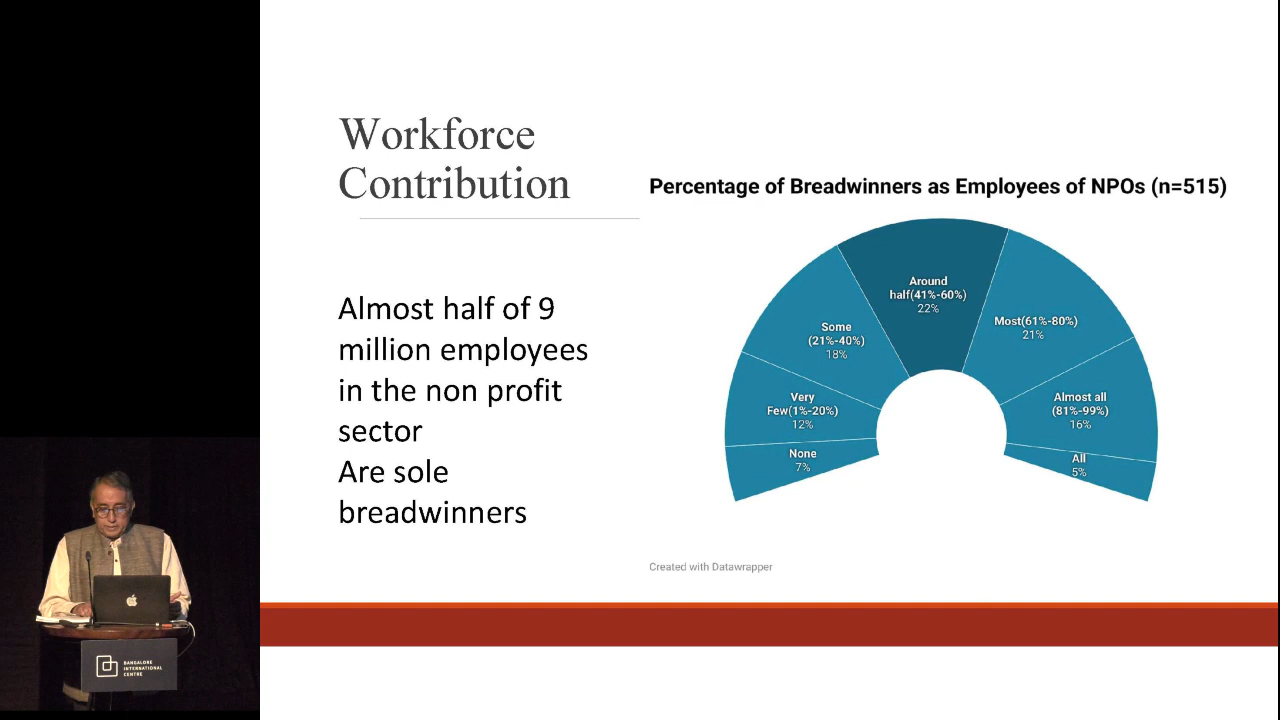 Workforce
Contribution
Almost half of 9
million employees
in the non profit
sector
Are sole
breadwinners
Percentage of Breadwinners as Employees of NPOs (n=515)
None
7%
Very
Few(1%-20%)
12%
Some
(21%-40%)
18%
Around
half(41%-60%)
22%
Most(61%-80%)
21%
Almost all
(81%-99%)
16%
All
5%
Created with Datawrapper
BANGALORE
INTERNATIONAL
CENTRE